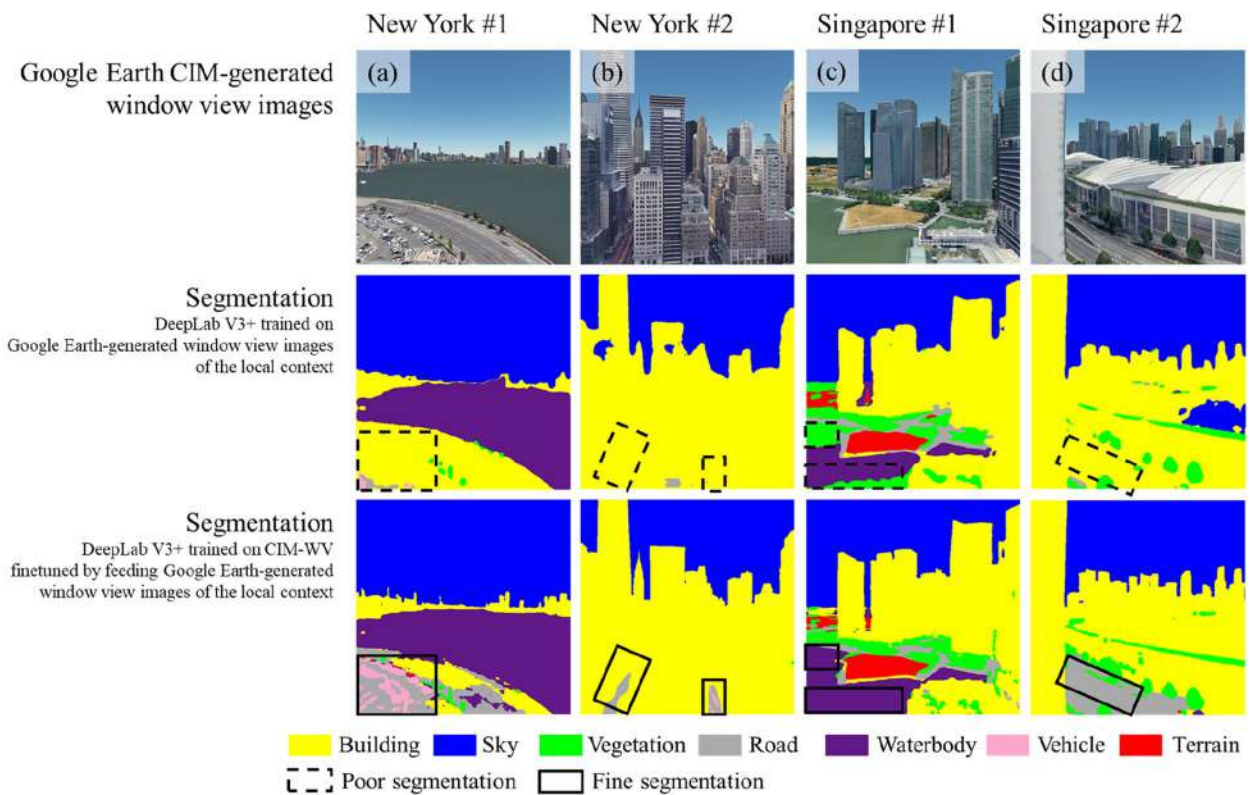 New York #1 New York #2 Singapore #1 Singapore #2
Google Earth CIM-generated
window view images
(a) (b) (c) (d)
Segmentation
DeepLab V3+ trained on
Google Earth-generated window view images
of the local context
Segmentation
DeepLab V3+ trained on CIM-WV
finetuned by feeding Google Earth-generated
window view images of the local context
Building Sky Vegetation Road Waterbody Vehicle Terrain
Poor segmentation Fine segmentation